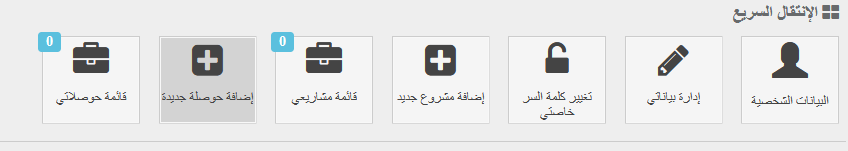 الإنتقال السريع
البيانات الشخصية
إدارة بياناتي
تغيير كلمة السر
خاصتي
إضافة مشروع جديد
0
قائمة مشاريعي
إضافة حوصلة جديدة
0
قائمة حوصلاتي